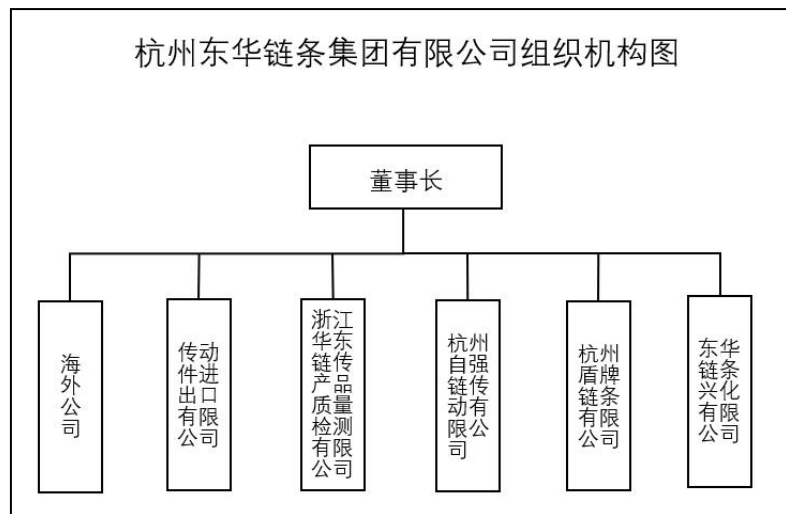 杭州东华链条集团有限公司组织机构图
董事长
海外公司
传动件进出口有限公司
浙江华东链传产品质量检测有限公司
杭州自强链传动有限公司
杭州盾牌链条有限公司
东华链条兴化有限公司